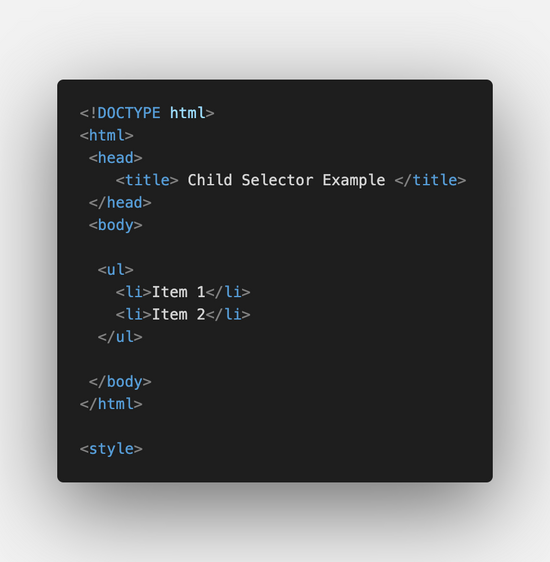 <!DOCTYPE html>
<html>
<head>
<title> Child Selector Example </title>
</head>
<body>
<ul>
<li>Item 1</li>
<li>Item 2</li>
</ul>
</body>
</html>
<style>